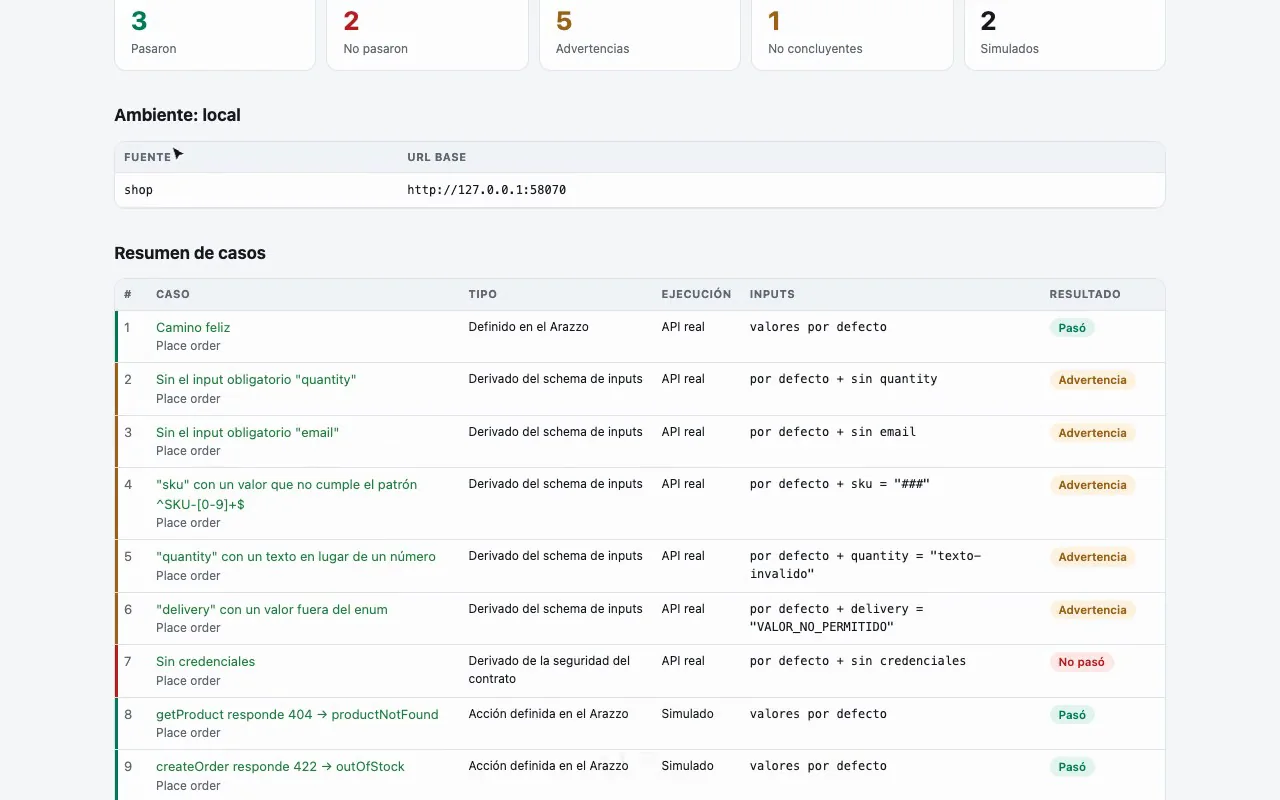 3
Pasaron
2
No pasaron
5
Advertencias
1
No concluyentes
2
Simulados
Ambiente: local
FUENTE URL BASE
shop http://127.0.0.1:58070
Resumen de casos
# CASO TIPO EJECUCIÓN INPUTS RESULTADO
1 Camino feliz Definido en el Arazzo API real valores por defecto Pasó
Place order
2 Sin el input obligatorio "quantity" Derivado del schema de inputs API real por defecto + sin quantity Advertencia
Place order
3 Sin el input obligatorio "email" Derivado del schema de inputs API real por defecto + sin email Advertencia
Place order
4 "sku" con un valor que no cumple el patrón Derivado del schema de inputs API real por defecto + sku = "###" Advertencia
^SKU-[0-9]+$
Place order
5 "quantity" con un texto en lugar de un número Derivado del schema de inputs API real por defecto + quantity = "texto- Advertencia
Place order invalido"
6 "delivery" con un valor fuera del enum Derivado del schema de inputs API real por defecto + delivery = Advertencia
Place order "VALOR_NO_PERMITIDO"
7 Sin credenciales Derivado de la seguridad del API real por defecto + sin credenciales No pasó
Place order contrato
8 getProduct responde 404 → productNotFound Acción definida en el Arazzo Simulado valores por defecto Pasó
Place order
9 createOrder responde 422 → outOfStock Acción definida en el Arazzo Simulado valores por defecto Pasó
Place order